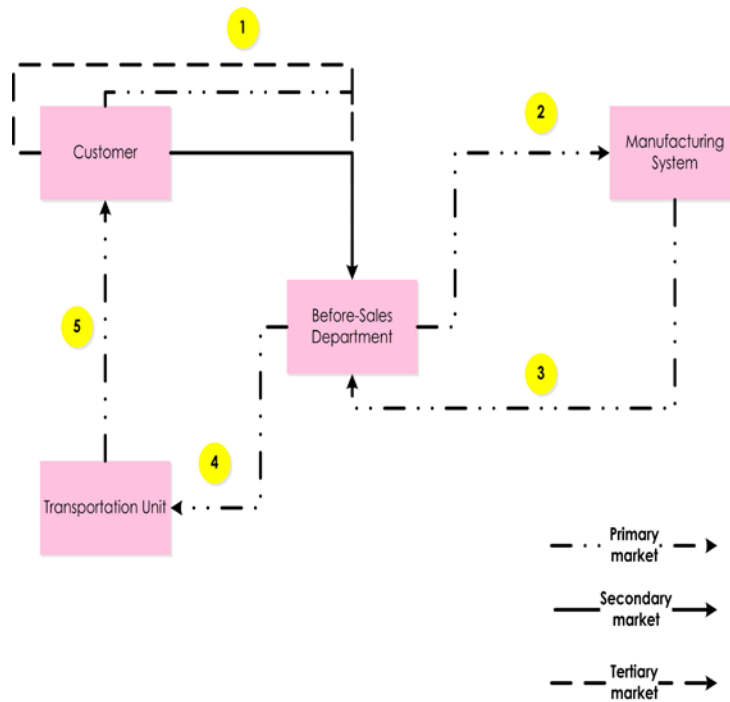 1
Customer
2
Manufacturing
System
Before-Sales
Department
5
3
4
Transportation Unit
Primary
market
Secondary
market
Tertiary
market